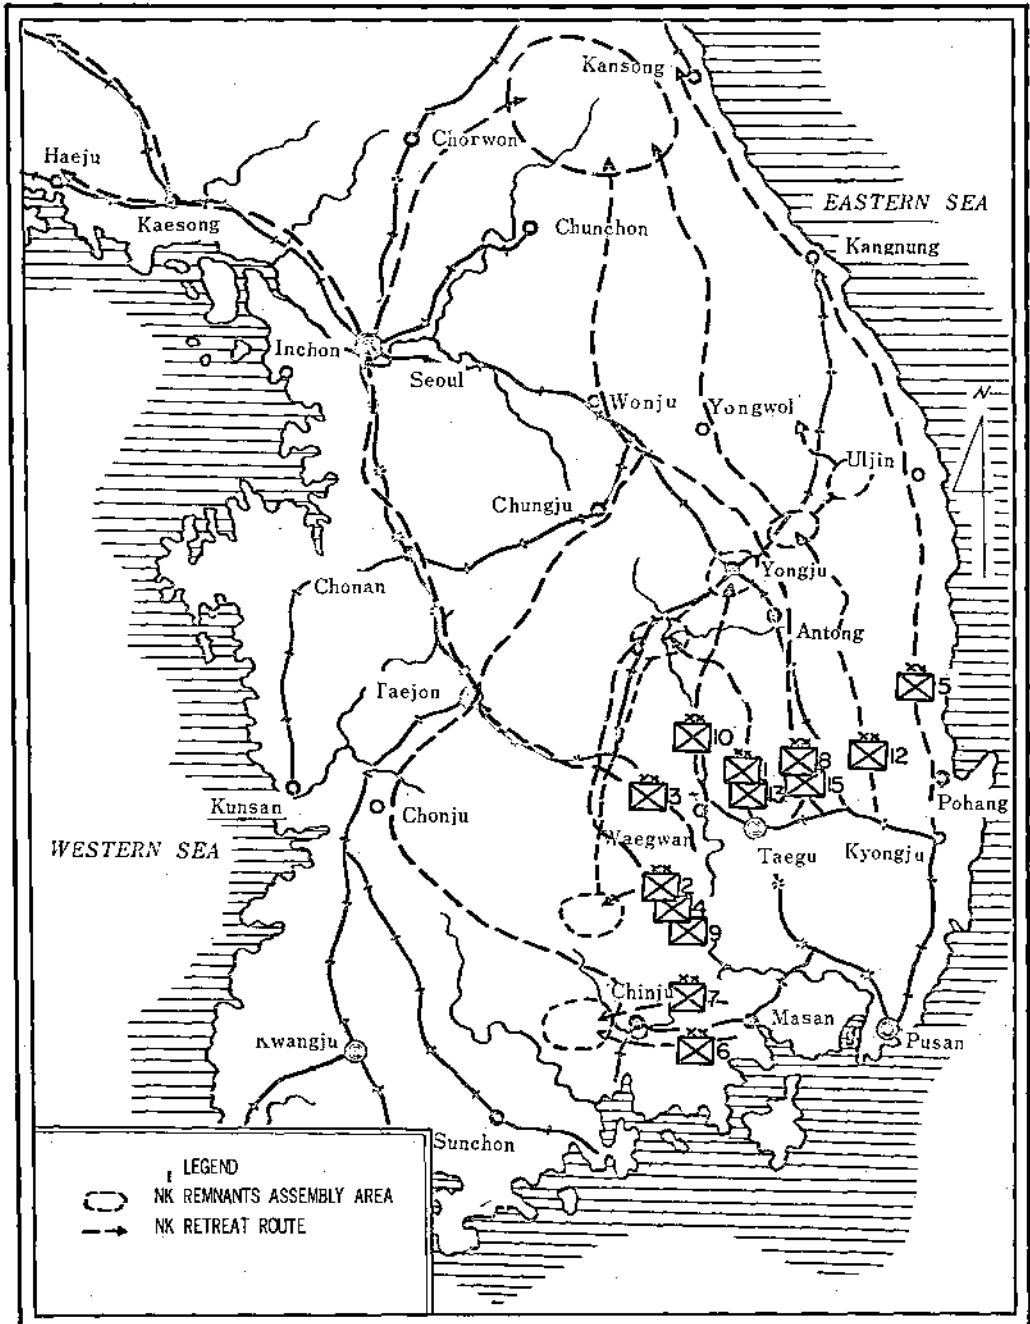 Kansong
Chorwon
Haeju
EASTERN SEA
Kaesong
Chunchon
Kangnung
Inchon
Seoul
N
Wonju
Yongwol
Uljin
Chungju
Chonan
Yongju
Antong
Taejon
5
10
11
8
12
3
13
15
Kunsan
Chonju
Pohang
Waegwan
WESTERN SEA
Taegu
Kyongju
2
4
9
Chinju
7
Masan
Kwangju
6
Pusan
Sunchon
LEGEND
NK REMNANTS ASSEMBLY AREA
NK RETREAT ROUTE